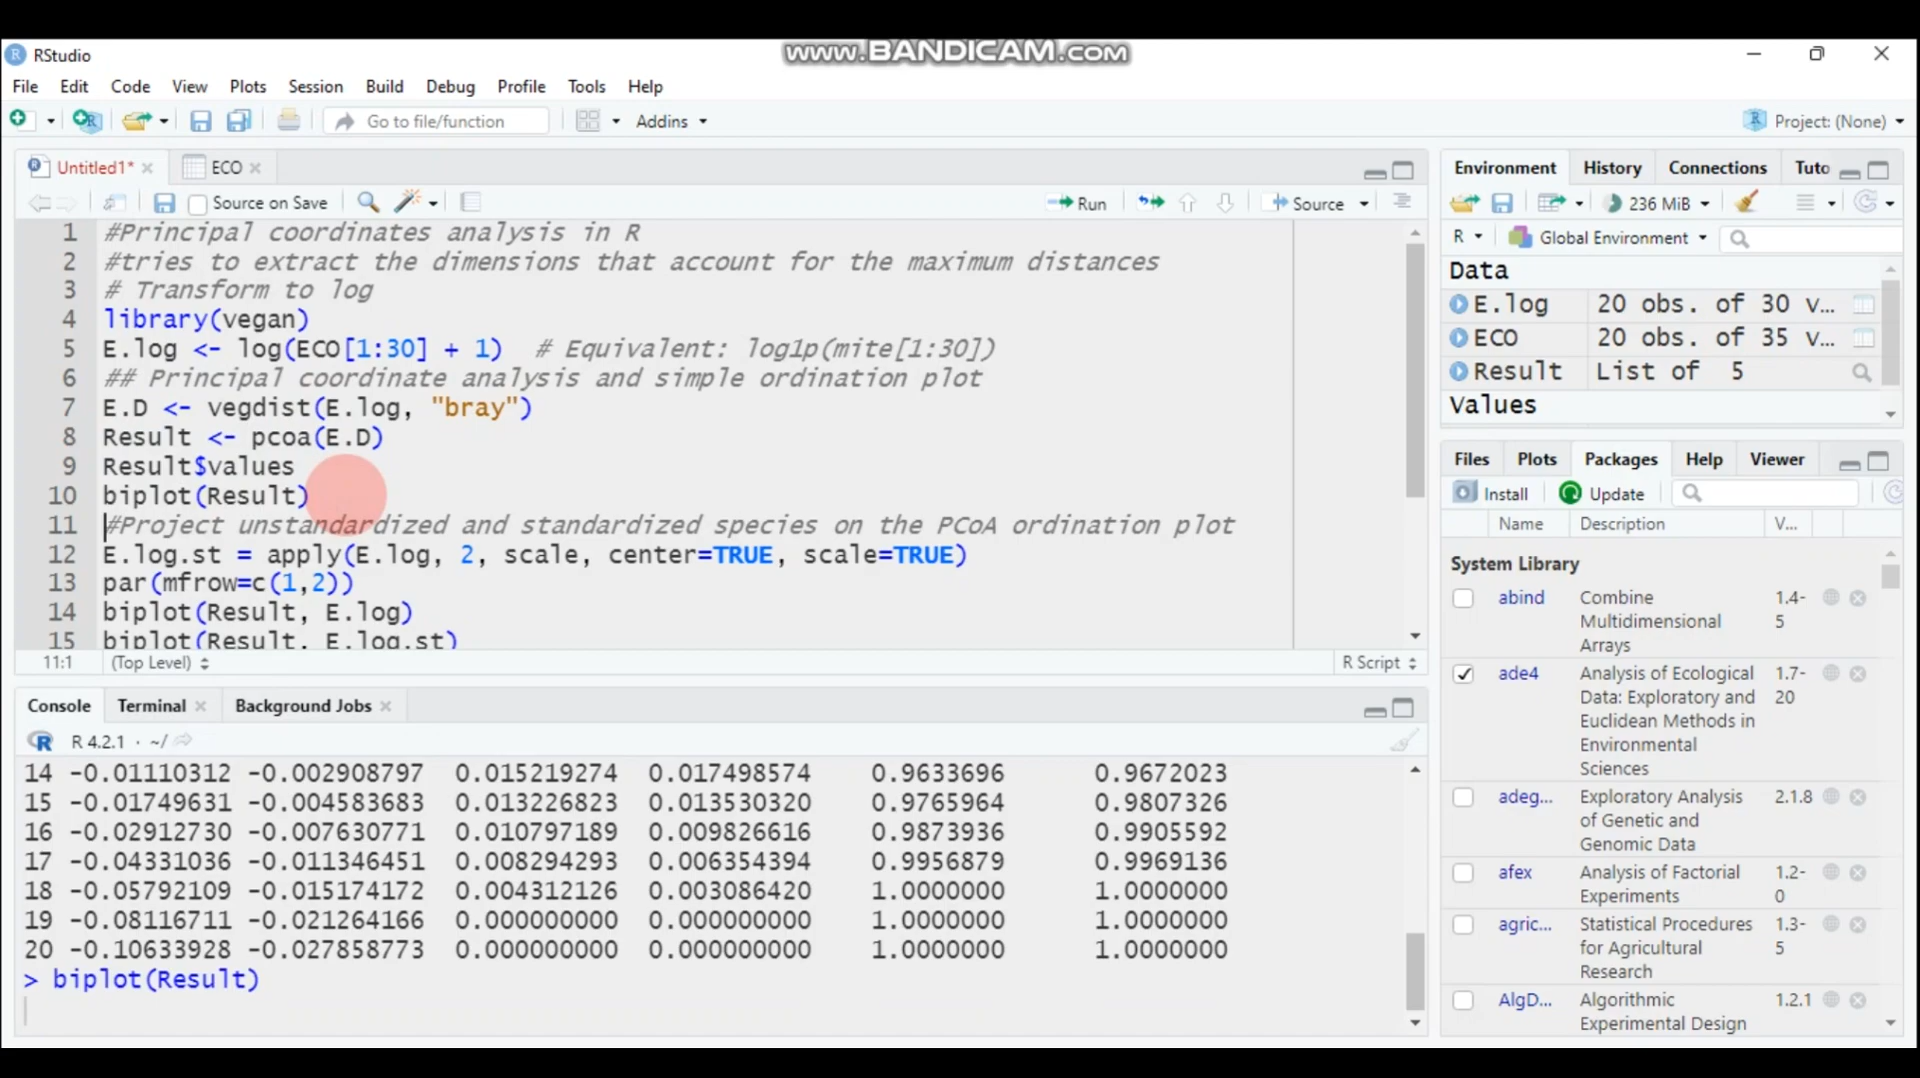 www.BANDICAM.com
RStudio
File Edit Code View Plots Session Build Debug Profile Tools Help
Go to file/function Addins Project: (None)
Untitled1* ECO
Source on Save Run Source
1 #Principal coordinates analysis in R
2 #tries to extract the dimensions that account for the maximum distances
3 # Transform to log
4 library(vegan)
5 E.log <- log(ECO[1:30] + 1) # Equivalent: log1p(mite[1:30])
6 ## Principal coordinate analysis and simple ordination plot
7 E.D <- vegdist(E.log, "bray")
8 Result <- pcoa(E.D)
9 Result$values
10 biplot(Result)
11 #Project unstandardized and standardized species on the PCoA ordination plot
12 E.log.st = apply(E.log, 2, scale, center=TRUE, scale=TRUE)
13 par(mfrow=c(1,2))
14 biplot(Result, E.log)
15 biplot(Result, E.log.st)
11:1 (Top Level) R Script
Console Terminal Background Jobs
R 4.2.1 · ~/
14 -0.01110312 -0.002908797 0.015219274 0.017498574 0.9633696 0.9672023
15 -0.01749631 -0.004583683 0.013226823 0.013530320 0.9765964 0.9807326
16 -0.02912730 -0.007630771 0.010797189 0.009826616 0.9873936 0.9905592
17 -0.04331036 -0.011346451 0.008294293 0.006354394 0.9956879 0.9969136
18 -0.05792109 -0.015174172 0.004312126 0.003086420 1.0000000 1.0000000
19 -0.08116711 -0.021264166 0.000000000 0.000000000 1.0000000 1.0000000
20 -0.10633928 -0.027858773 0.000000000 0.000000000 1.0000000 1.0000000
> biplot(Result)
Environment History Connections Tuto
236 MiB
R Global Environment
Data
E.log 20 obs. of 30 v...
ECO 20 obs. of 35 v...
Result List of 5
Values
Files Plots Packages Help Viewer
Install Update
Name Description V...
System Library
abind Combine 1.4-
Multidimensional 5
Arrays
ade4 Analysis of Ecological 1.7-
Data: Exploratory and 20
Euclidean Methods in
Environmental
Sciences
adeg... Exploratory Analysis 2.1.8
of Genetic and
Genomic Data
afex Analysis of Factorial 1.2-
Experiments 0
agric... Statistical Procedures 1.3-
for Agricultural 5
Research
AlgD... Algorithmic 1.2.1
Experimental Design